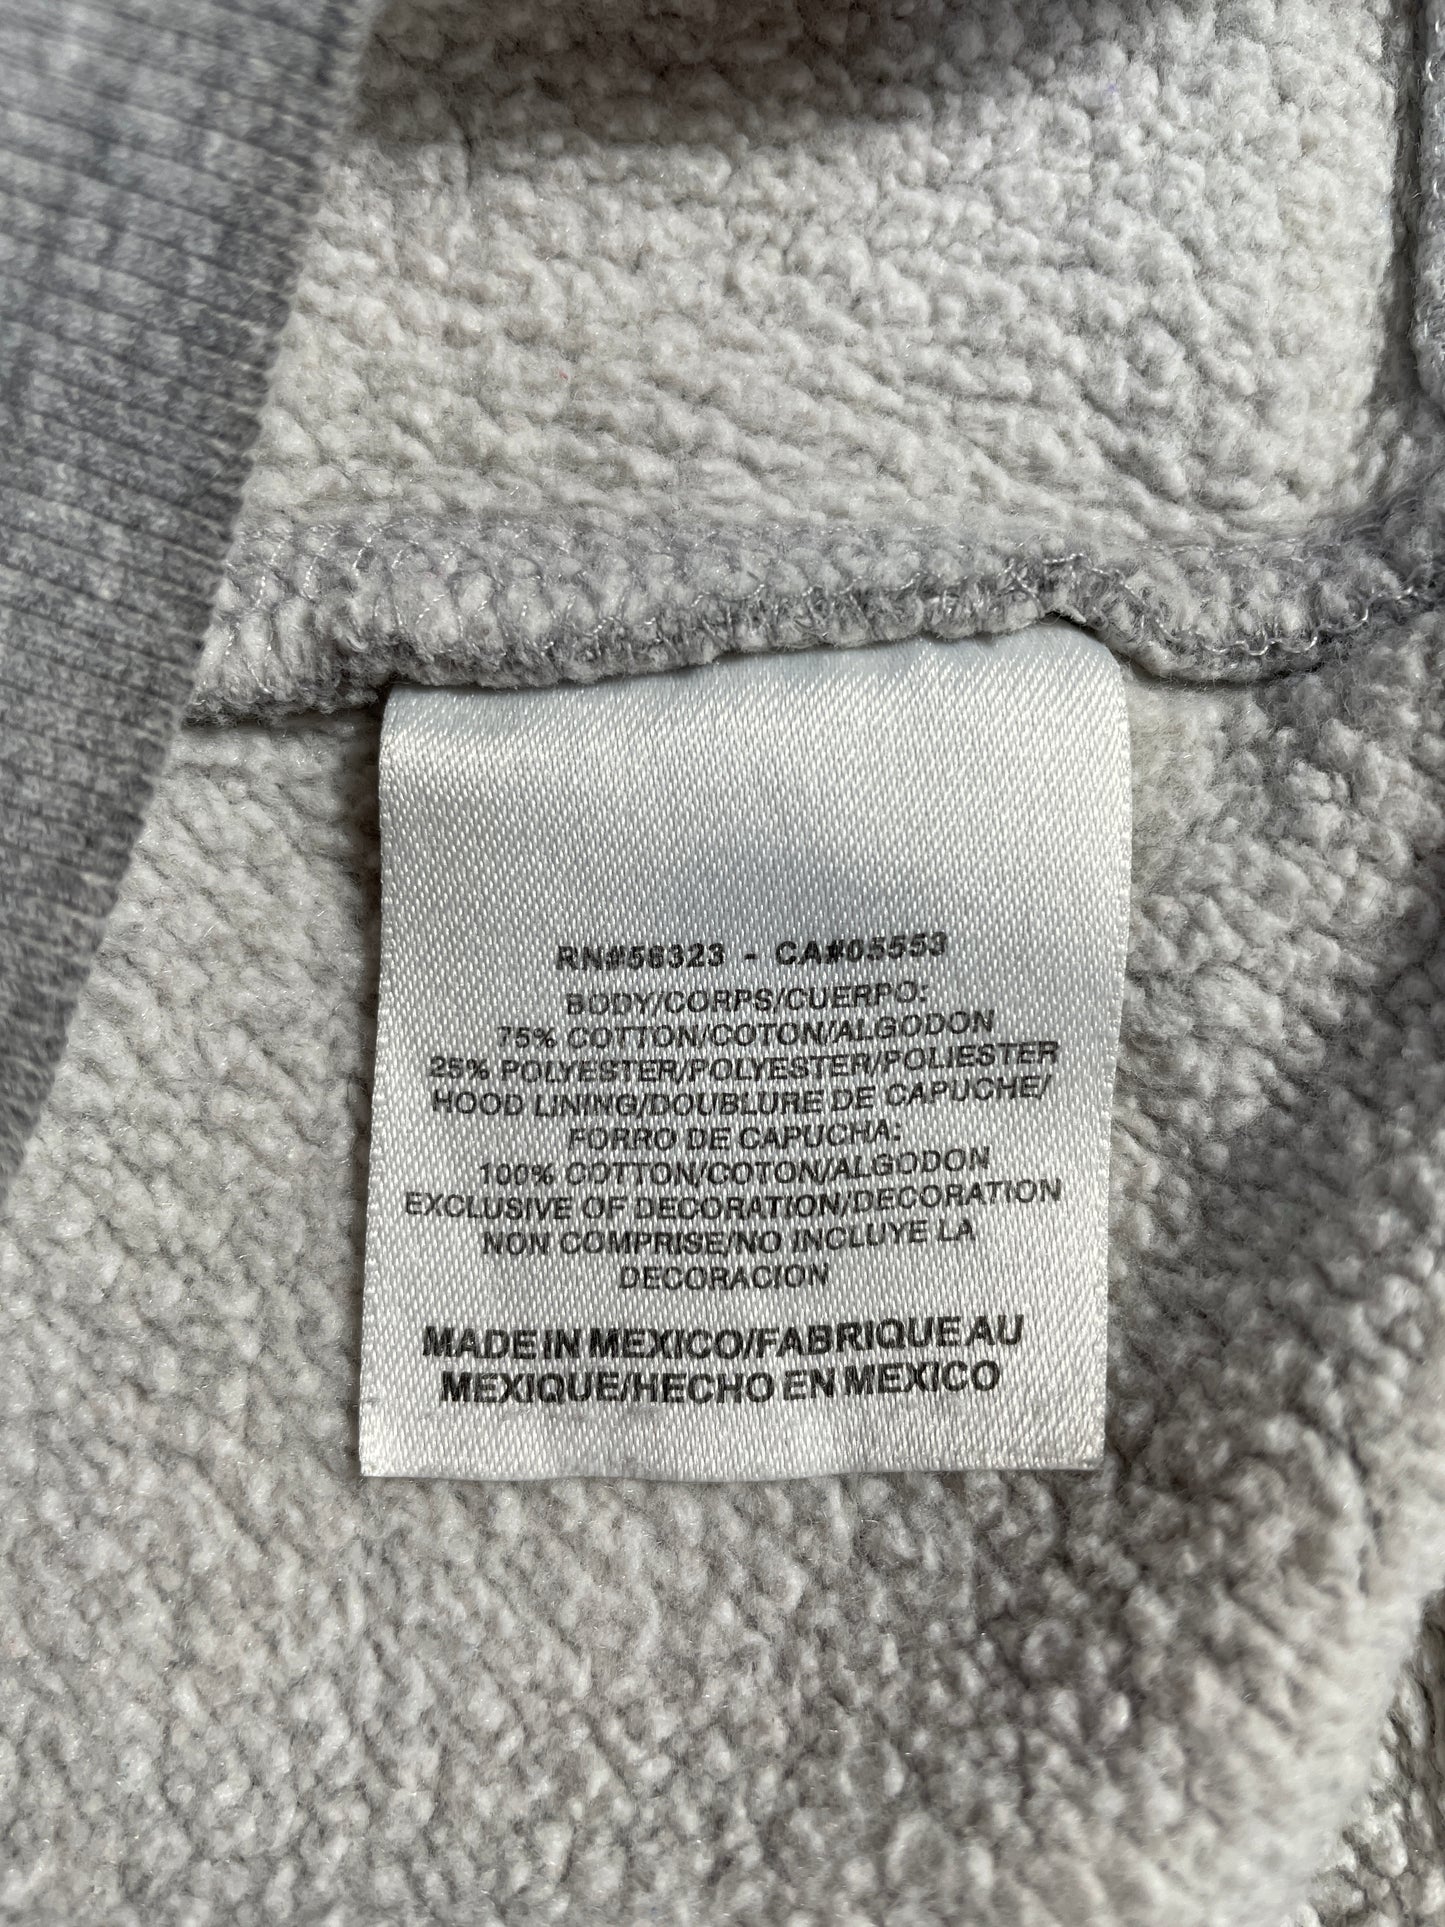 RN#56323 - CA#05553
BODY/CORPS/CUERPO:
75% COTTON/COTON/ALGODON
25% POLYESTER/POLYESTER/POLIESTER
HOOD LINING/DOUBLURE DE CAPUCHE/
FORRO DE CAPUCHA:
100% COTTON/COTON/ALGODON
EXCLUSIVE OF DECORATION/DECORATION
NON COMPRISE/NO INCLUYE LA
DECORACION
MADE IN MEXICO/FABRIQUE AU
MEXIQUE/HECHO EN MEXICO